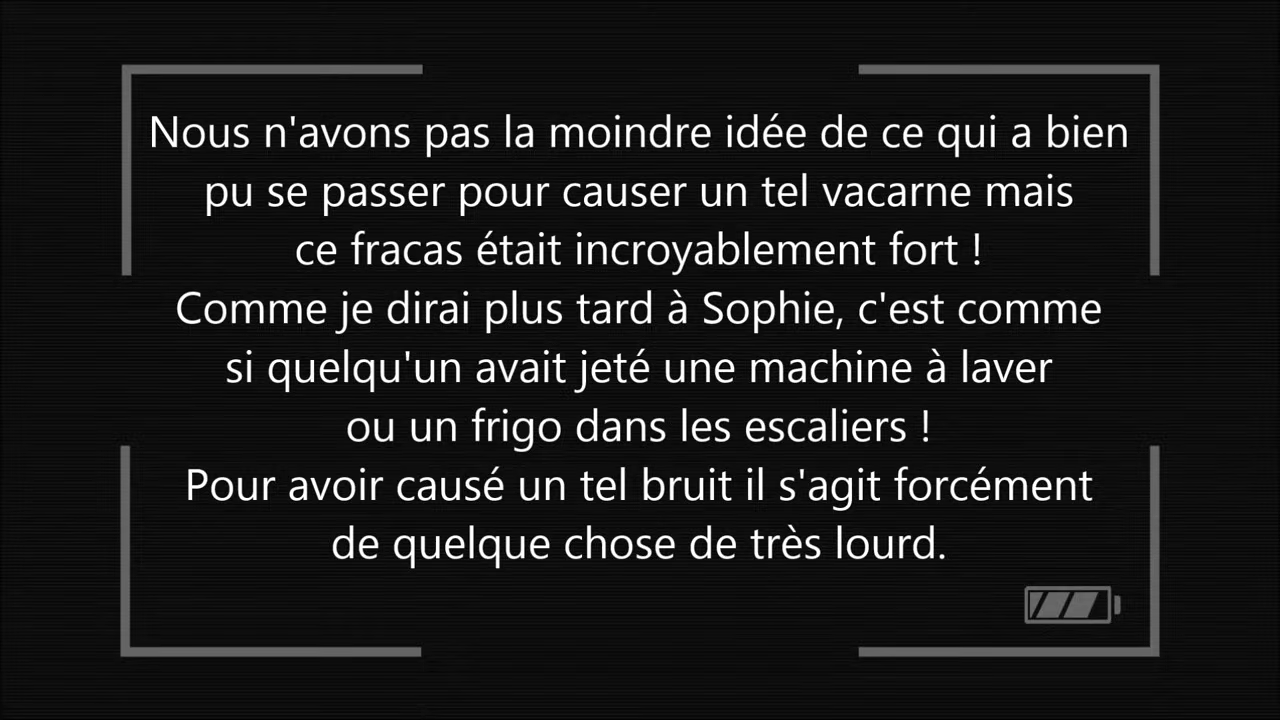 Nous n'avons pas la moindre idée de ce qui a bien
pu se passer pour causer un tel vacarne mais
ce fracas était incroyablement fort !
Comme je dirai plus tard à Sophie, c'est comme
si quelqu'un avait jeté une machine à laver
ou un frigo dans les escaliers !
Pour avoir causé un tel bruit il s'agit forcément
de quelque chose de très lourd.